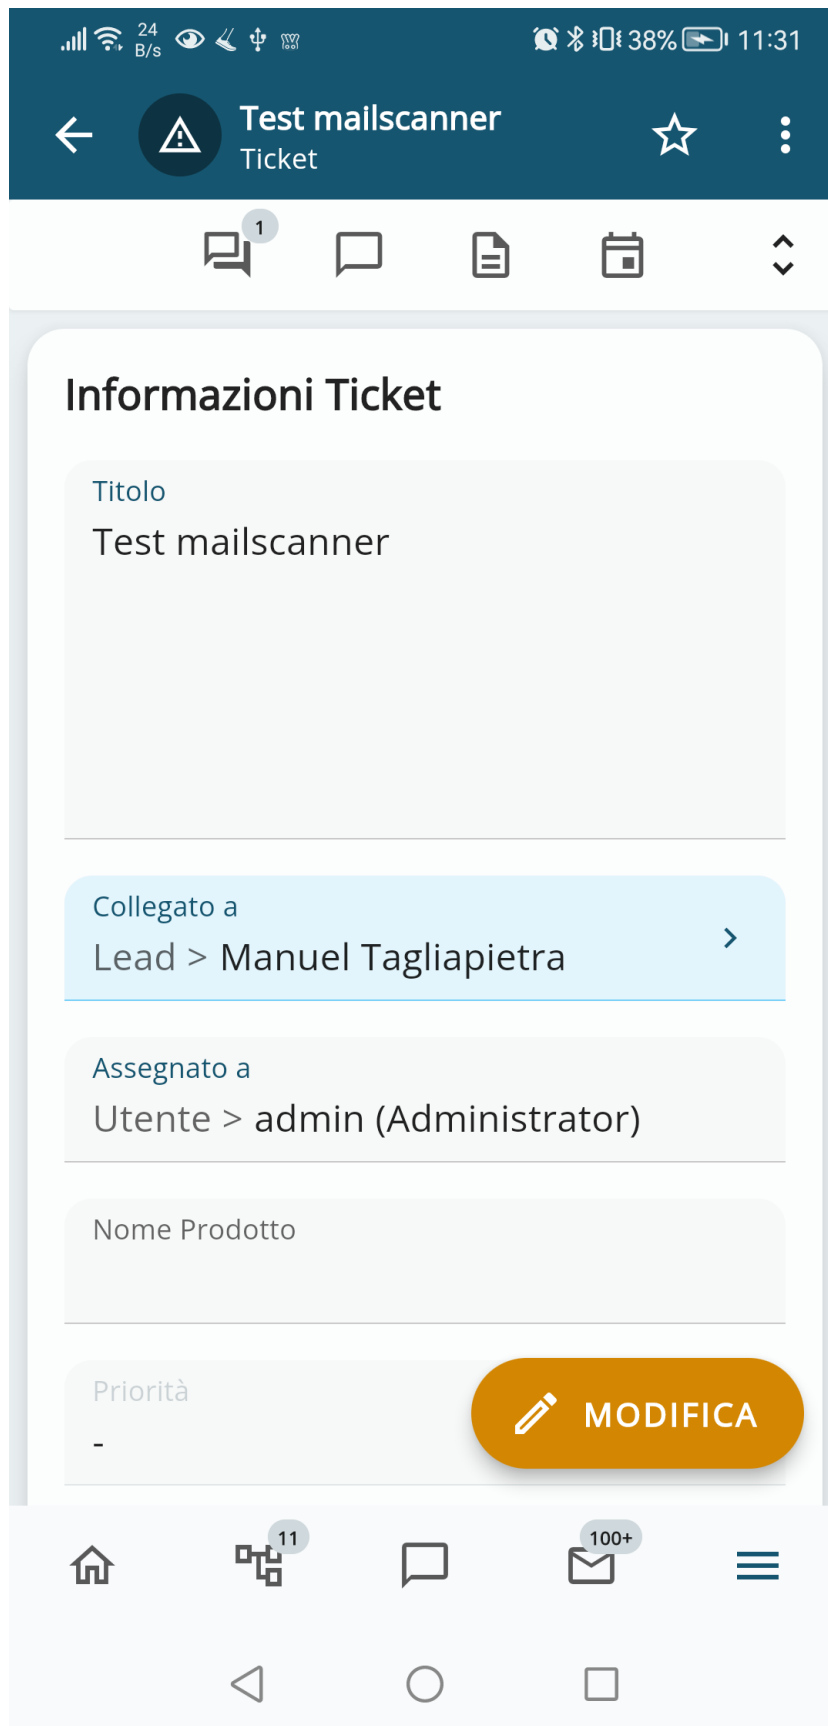 24
B/s
38%
11:31
Test mailscanner
Ticket
1
Informazioni Ticket
Titolo
Test mailscanner
Collegato a
Lead > Manuel Tagliapietra
Assegnato a
Utente > admin (Administrator)
Nome Prodotto
Priorità
-
MODIFICA
11
100+